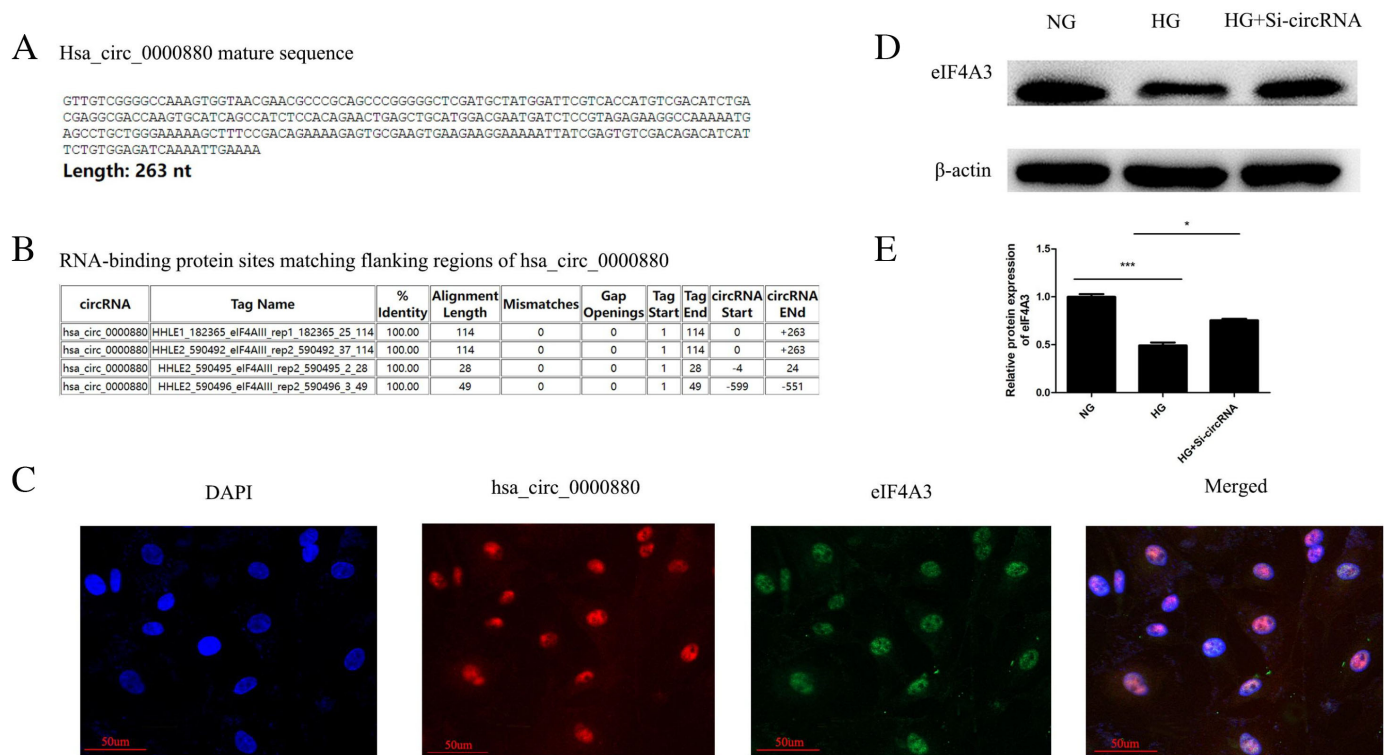 A
Hsa_circ_0000880 mature sequence
GTTGTCGGGGCCAAAGTGGTAACGAACGCCCGCAGCCCGGGGGCTCGATGCTATGGATTCGTCACCATGTCGACATCTGA
CGAGGCGACCAAGTGCATCAGCCATCTCCACAGAACTGAGCTGCATGGACGAATGATCTCCGTAGAGAAGGCCAAAAATG
AGCCTGCTGGGAAAAAGCTTTCCGACAGAAAAGAGTGCGAAGTGAAGAAGGAAAAATTATCGAGTGTCGACAGACATCAT
TCTGTGGAGATCAAAATTGAAAA
Length: 263 nt
B
RNA-binding protein sites matching flanking regions of hsa_circ_0000880
circRNA Tag Name % Identity Alignment Length Mismatches Gap Openings Tag Start Tag End circRNA Start circRNA ENd
hsa_circ_0000880 HHLE1_182365_eIF4AIII_rep1_182365_25_114 100.00 114 0 0 1 114 0 +263
hsa_circ_0000880 HHLE2_590492_eIF4AIII_rep2_590492_37_114 100.00 114 0 0 1 114 0 +263
hsa_circ_0000880 HHLE2_590495_eIF4AIII_rep2_590495_2_28 100.00 28 0 0 1 28 -4 24
hsa_circ_0000880 HHLE2_590496_eIF4AIII_rep2_590496_3_49 100.00 49 0 0 1 49 -599 -551
C
DAPI hsa_circ_0000880 eIF4A3 Merged
50um 50um 50um 50um
D
NG HG HG+Si-circRNA
eIF4A3
β-actin
E
Relative protein expression
of eIF4A3
1.5
1.0
0.5
0.0
*
***
NG HG HG+Si-circRNA